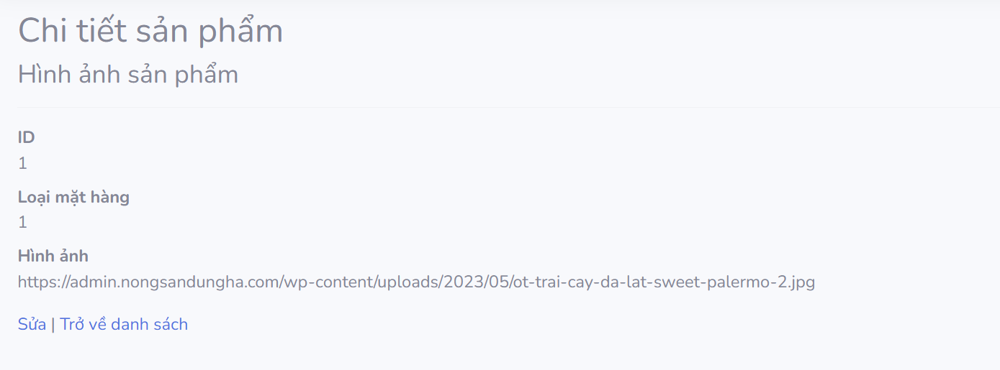 Chi tiết sản phẩm
Hình ảnh sản phẩm
ID
1
Loại mặt hàng
1
Hình ảnh
https://admin.nongsandungha.com/wp-content/uploads/2023/05/ot-trai-cay-da-lat-sweet-palermo-2.jpg
Sửa | Trở về danh sách